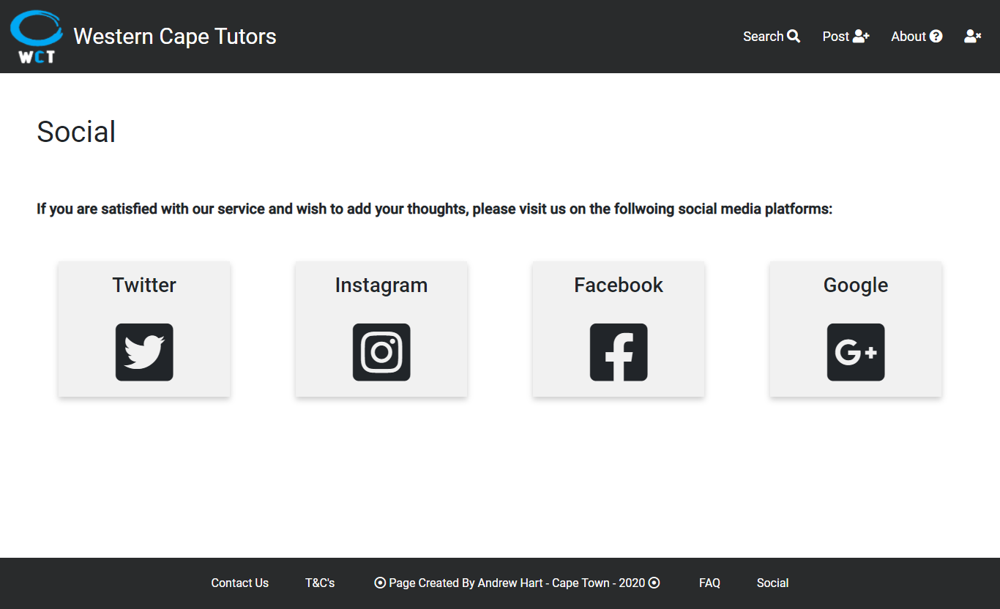 WCT
Western Cape Tutors
Search
Post
About
Social
If you are satisfied with our service and wish to add your thoughts, please visit us on the follwoing social media platforms:
Twitter
Instagram
Facebook
Google
G+
Contact Us
T&C's
Page Created By Andrew Hart - Cape Town - 2020
FAQ
Social